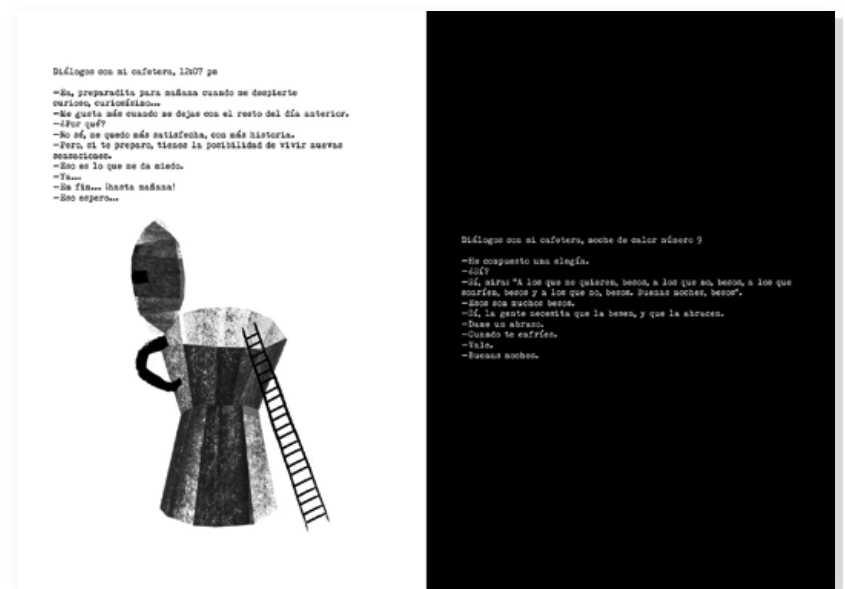 Diálogos con mi cafetera, 12h07 pm
—Ea, preparadita para mañana cuando me despierte
curioso, curiosísimo...
—Me gusta más cuando me dejas con el resto del día anterior.
—¿Por qué?
—No sé, me quedo más satisfecha, con más historia.
—Pero, si te preparo, tienes la posibilidad de vivir nuevas
sensaciones.
—Eso es lo que me da miedo.
—Ya...
—En fin... ¡hasta mañana!
—Eso espero...
Diálogos con mi cafetera, noche de calor número 9
—He compuesto una elegía.
—¿Sí?
—Sí, mira: "A los que se quieren, besos, a los que no, besos, a los que
sonríen, besos y a los que no, besos. Buenas noches, besos".
—Esos son muchos besos.
—Sí, la gente necesita que la besen, y que la abracen.
—Dame un abrazo.
—Cuando te enfríes.
—Vale.
—Buenas noches.